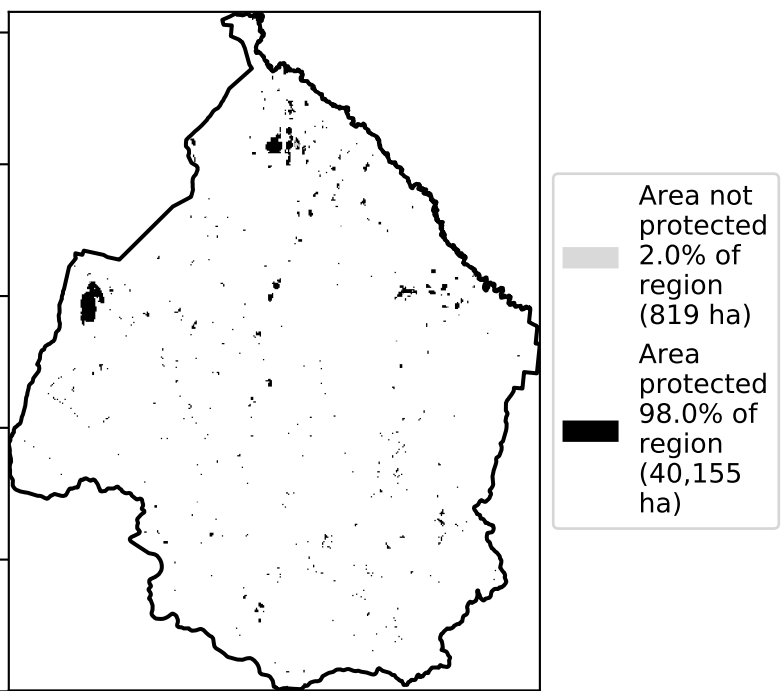 Area not
protected
2.0% of
region
(819 ha)
Area
protected
98.0% of
region
(40,155
ha)